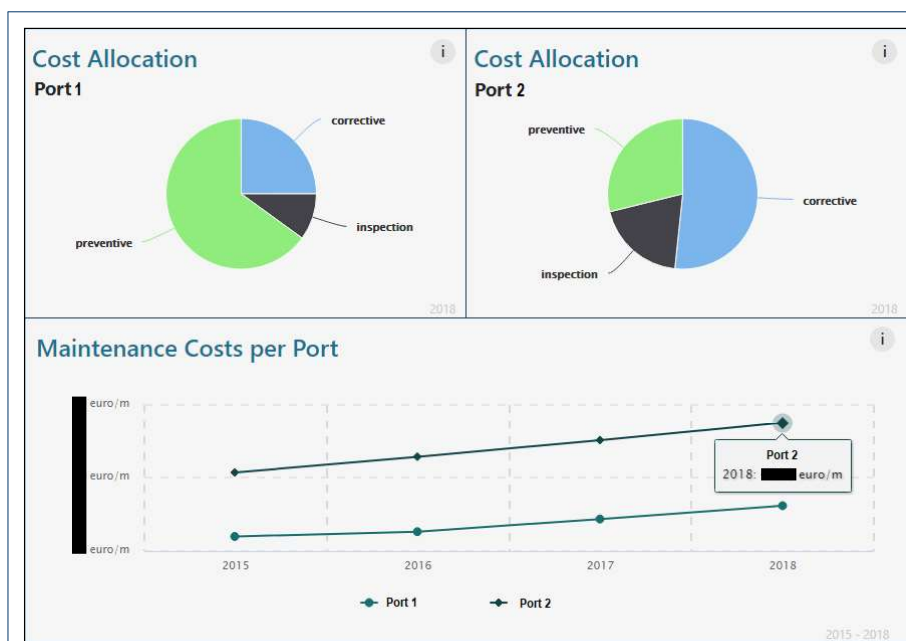 Cost Allocation
i
Port 1
corrective
inspection
preventive
2018
Cost Allocation
i
Port 2
preventive
corrective
inspection
2018
Maintenance Costs per Port
i
euro/m
euro/m
euro/m
Port 2
2018: euro/m
2015 2016 2017 2018
Port 1 Port 2
2015 - 2018